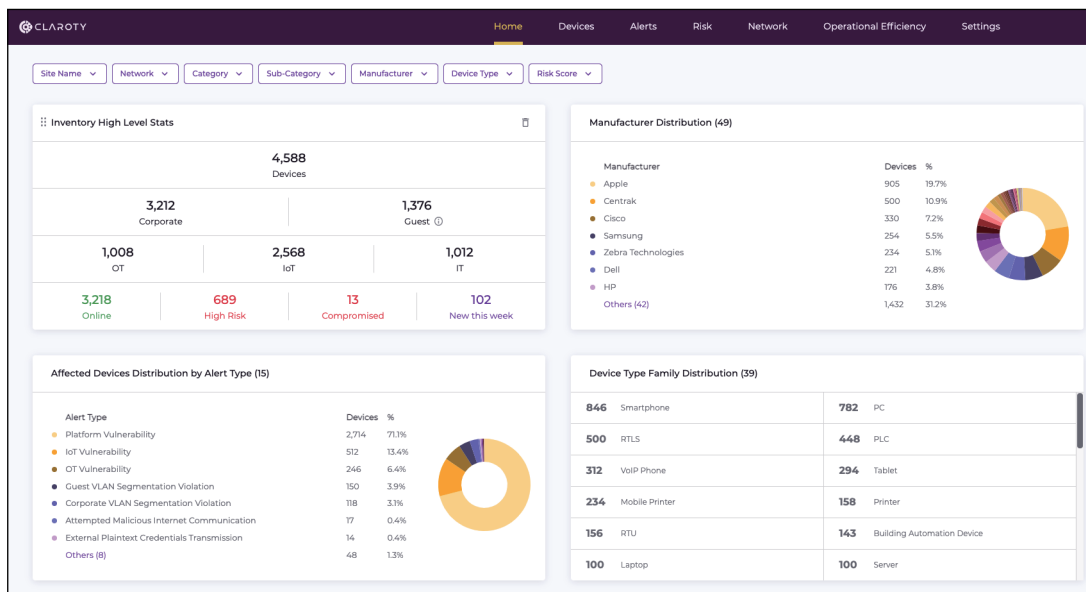 CLAROTY
Home Devices Alerts Risk Network Operational Efficiency Settings
Site Name Network Category Sub-Category Manufacturer Device Type Risk Score
Inventory High Level Stats
4,588
Devices
3,212 1,376
Corporate Guest
1,008 2,568 1,012
OT IoT IT
3,218 689 13 102
Online High Risk Compromised New this week
Manufacturer Distribution (49)
Manufacturer Devices %
Apple 905 19.7%
Centrak 500 10.9%
Cisco 330 7.2%
Samsung 254 5.5%
Zebra Technologies 234 5.1%
Dell 221 4.8%
HP 176 3.8%
Others (42) 1,432 31.2%
Affected Devices Distribution by Alert Type (15)
Alert Type Devices %
Platform Vulnerability 2,714 71.1%
IoT Vulnerability 512 13.4%
OT Vulnerability 246 6.4%
Guest VLAN Segmentation Violation 150 3.9%
Corporate VLAN Segmentation Violation 118 3.1%
Attempted Malicious Internet Communication 17 0.4%
External Plaintext Credentials Transmission 14 0.4%
Others (8) 48 1.3%
Device Type Family Distribution (39)
846 Smartphone 782 PC
500 RTLS 448 PLC
312 VoIP Phone 294 Tablet
234 Mobile Printer 158 Printer
156 RTU 143 Building Automation Device
100 Laptop 100 Server